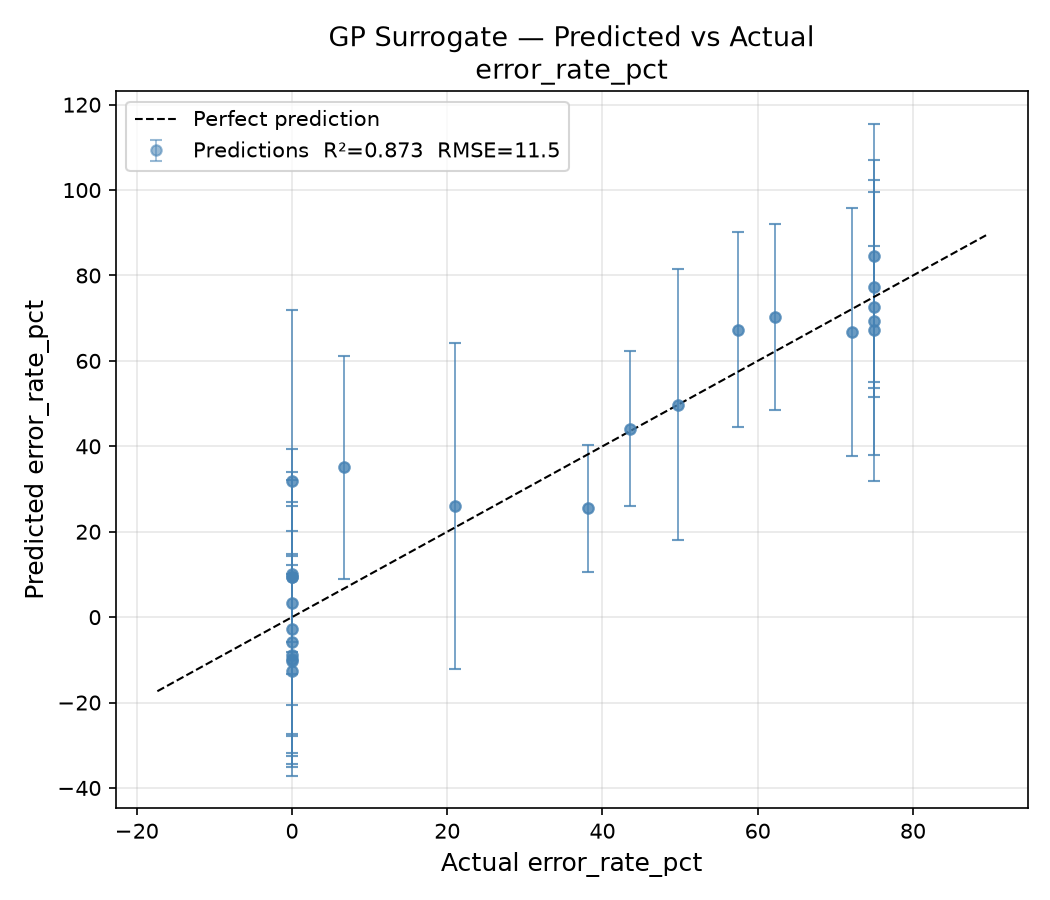 GP Surrogate — Predicted vs Actual
error_rate_pct
Perfect prediction
Predictions  R²=0.873  RMSE=11.5
Predicted error_rate_pct
120
100
80
60
40
20
0
−20
−40
−20
0
20
40
60
80
Actual error_rate_pct